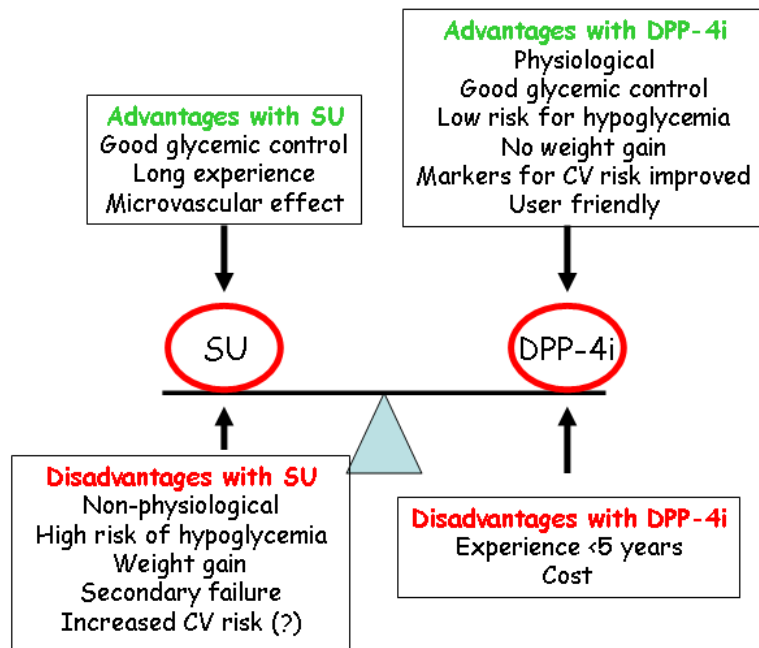 Advantages with SU
Good glycemic control
Long experience
Microvascular effect
Advantages with DPP-4i
Physiological
Good glycemic control
Low risk for hypoglycemia
No weight gain
Markers for CV risk improved
User friendly
SU
DPP-4i
Disadvantages with SU
Non-physiological
High risk of hypoglycemia
Weight gain
Secondary failure
Increased CV risk (?)
Disadvantages with DPP-4i
Experience <5 years
Cost